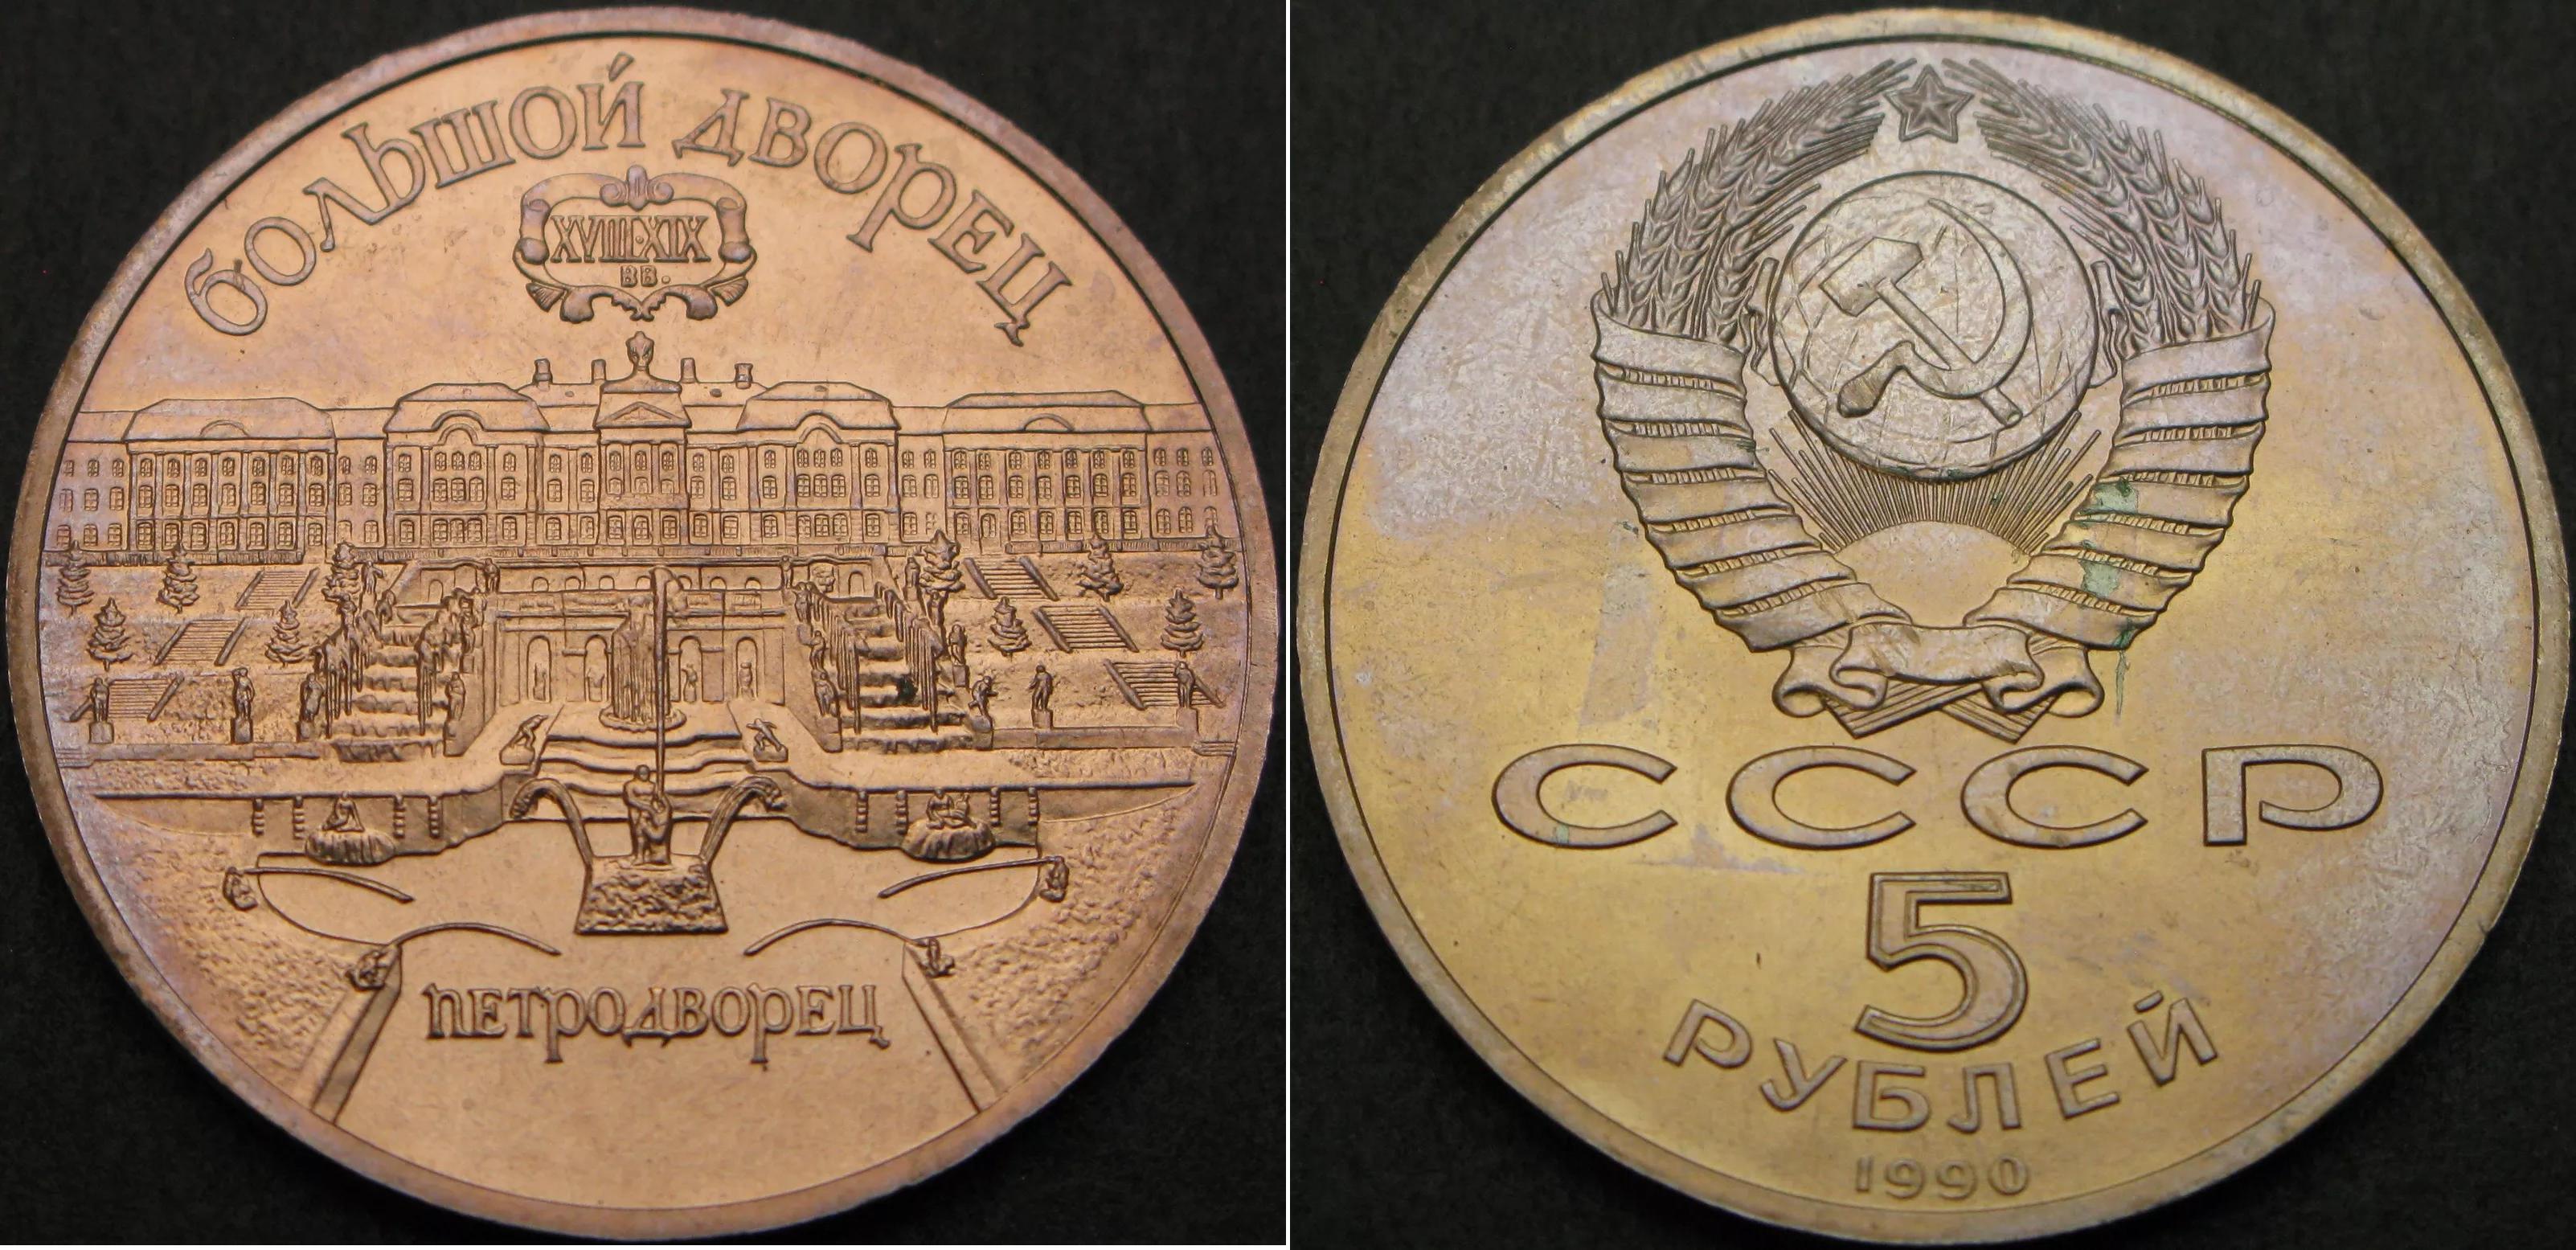 БОЛЬШОЙ ДВОРЕЦ
XVIII·XIX
ВВ.
ПЕТРОДВОРЕЦ
СССР
5
РУБЛЕЙ
1990